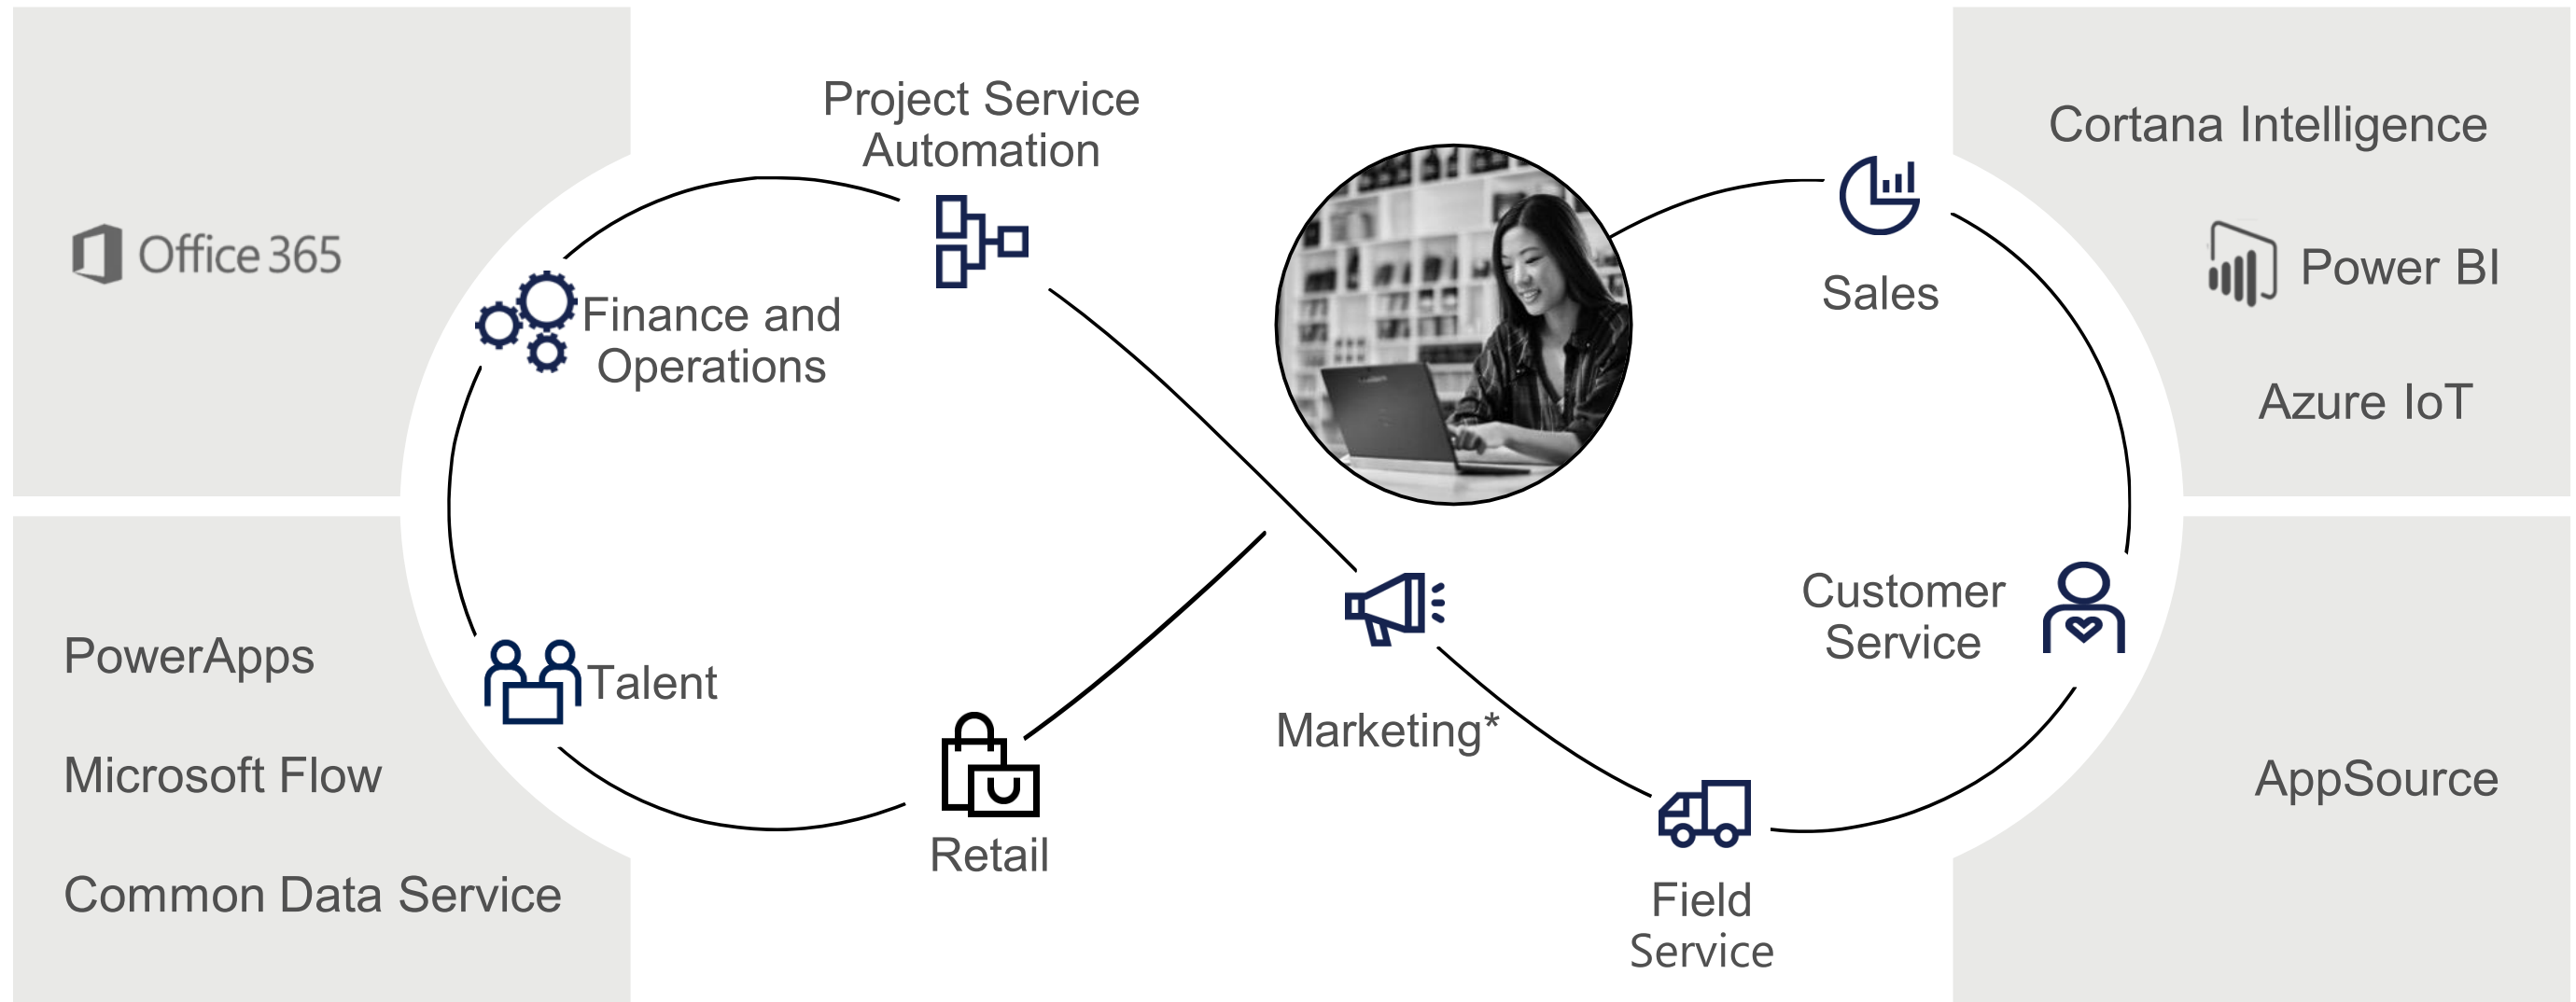 Office 365
PowerApps
Microsoft Flow
Common Data Service
Project Service
Automation
Finance and
Operations
Talent
Retail
Marketing*
Sales
Customer
Service
Field
Service
Cortana Intelligence
Power BI
Azure IoT
AppSource